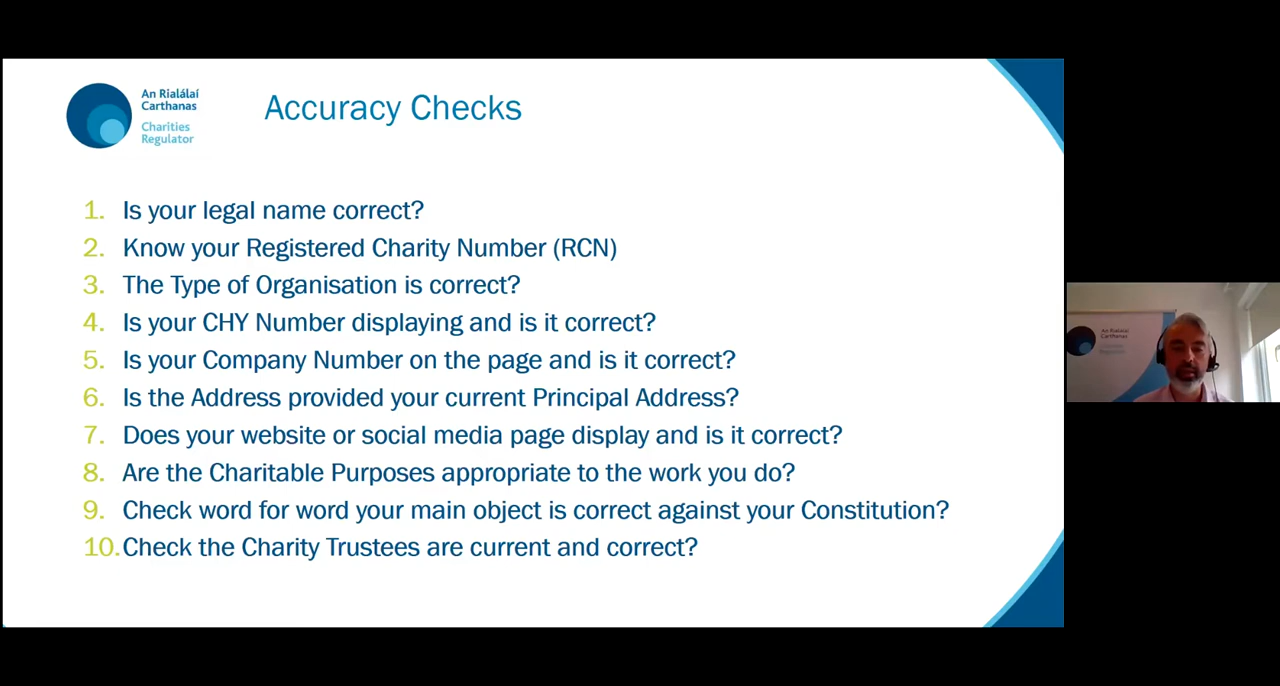 An Rialálaí
Carthanas
Charities
Regulator
Accuracy Checks
1. Is your legal name correct?
2. Know your Registered Charity Number (RCN)
3. The Type of Organisation is correct?
4. Is your CHY Number displaying and is it correct?
5. Is your Company Number on the page and is it correct?
6. Is the Address provided your current Principal Address?
7. Does your website or social media page display and is it correct?
8. Are the Charitable Purposes appropriate to the work you do?
9. Check word for word your main object is correct against your Constitution?
10. Check the Charity Trustees are current and correct?
An Rialálaí
Carthanas
Charities
Regulator